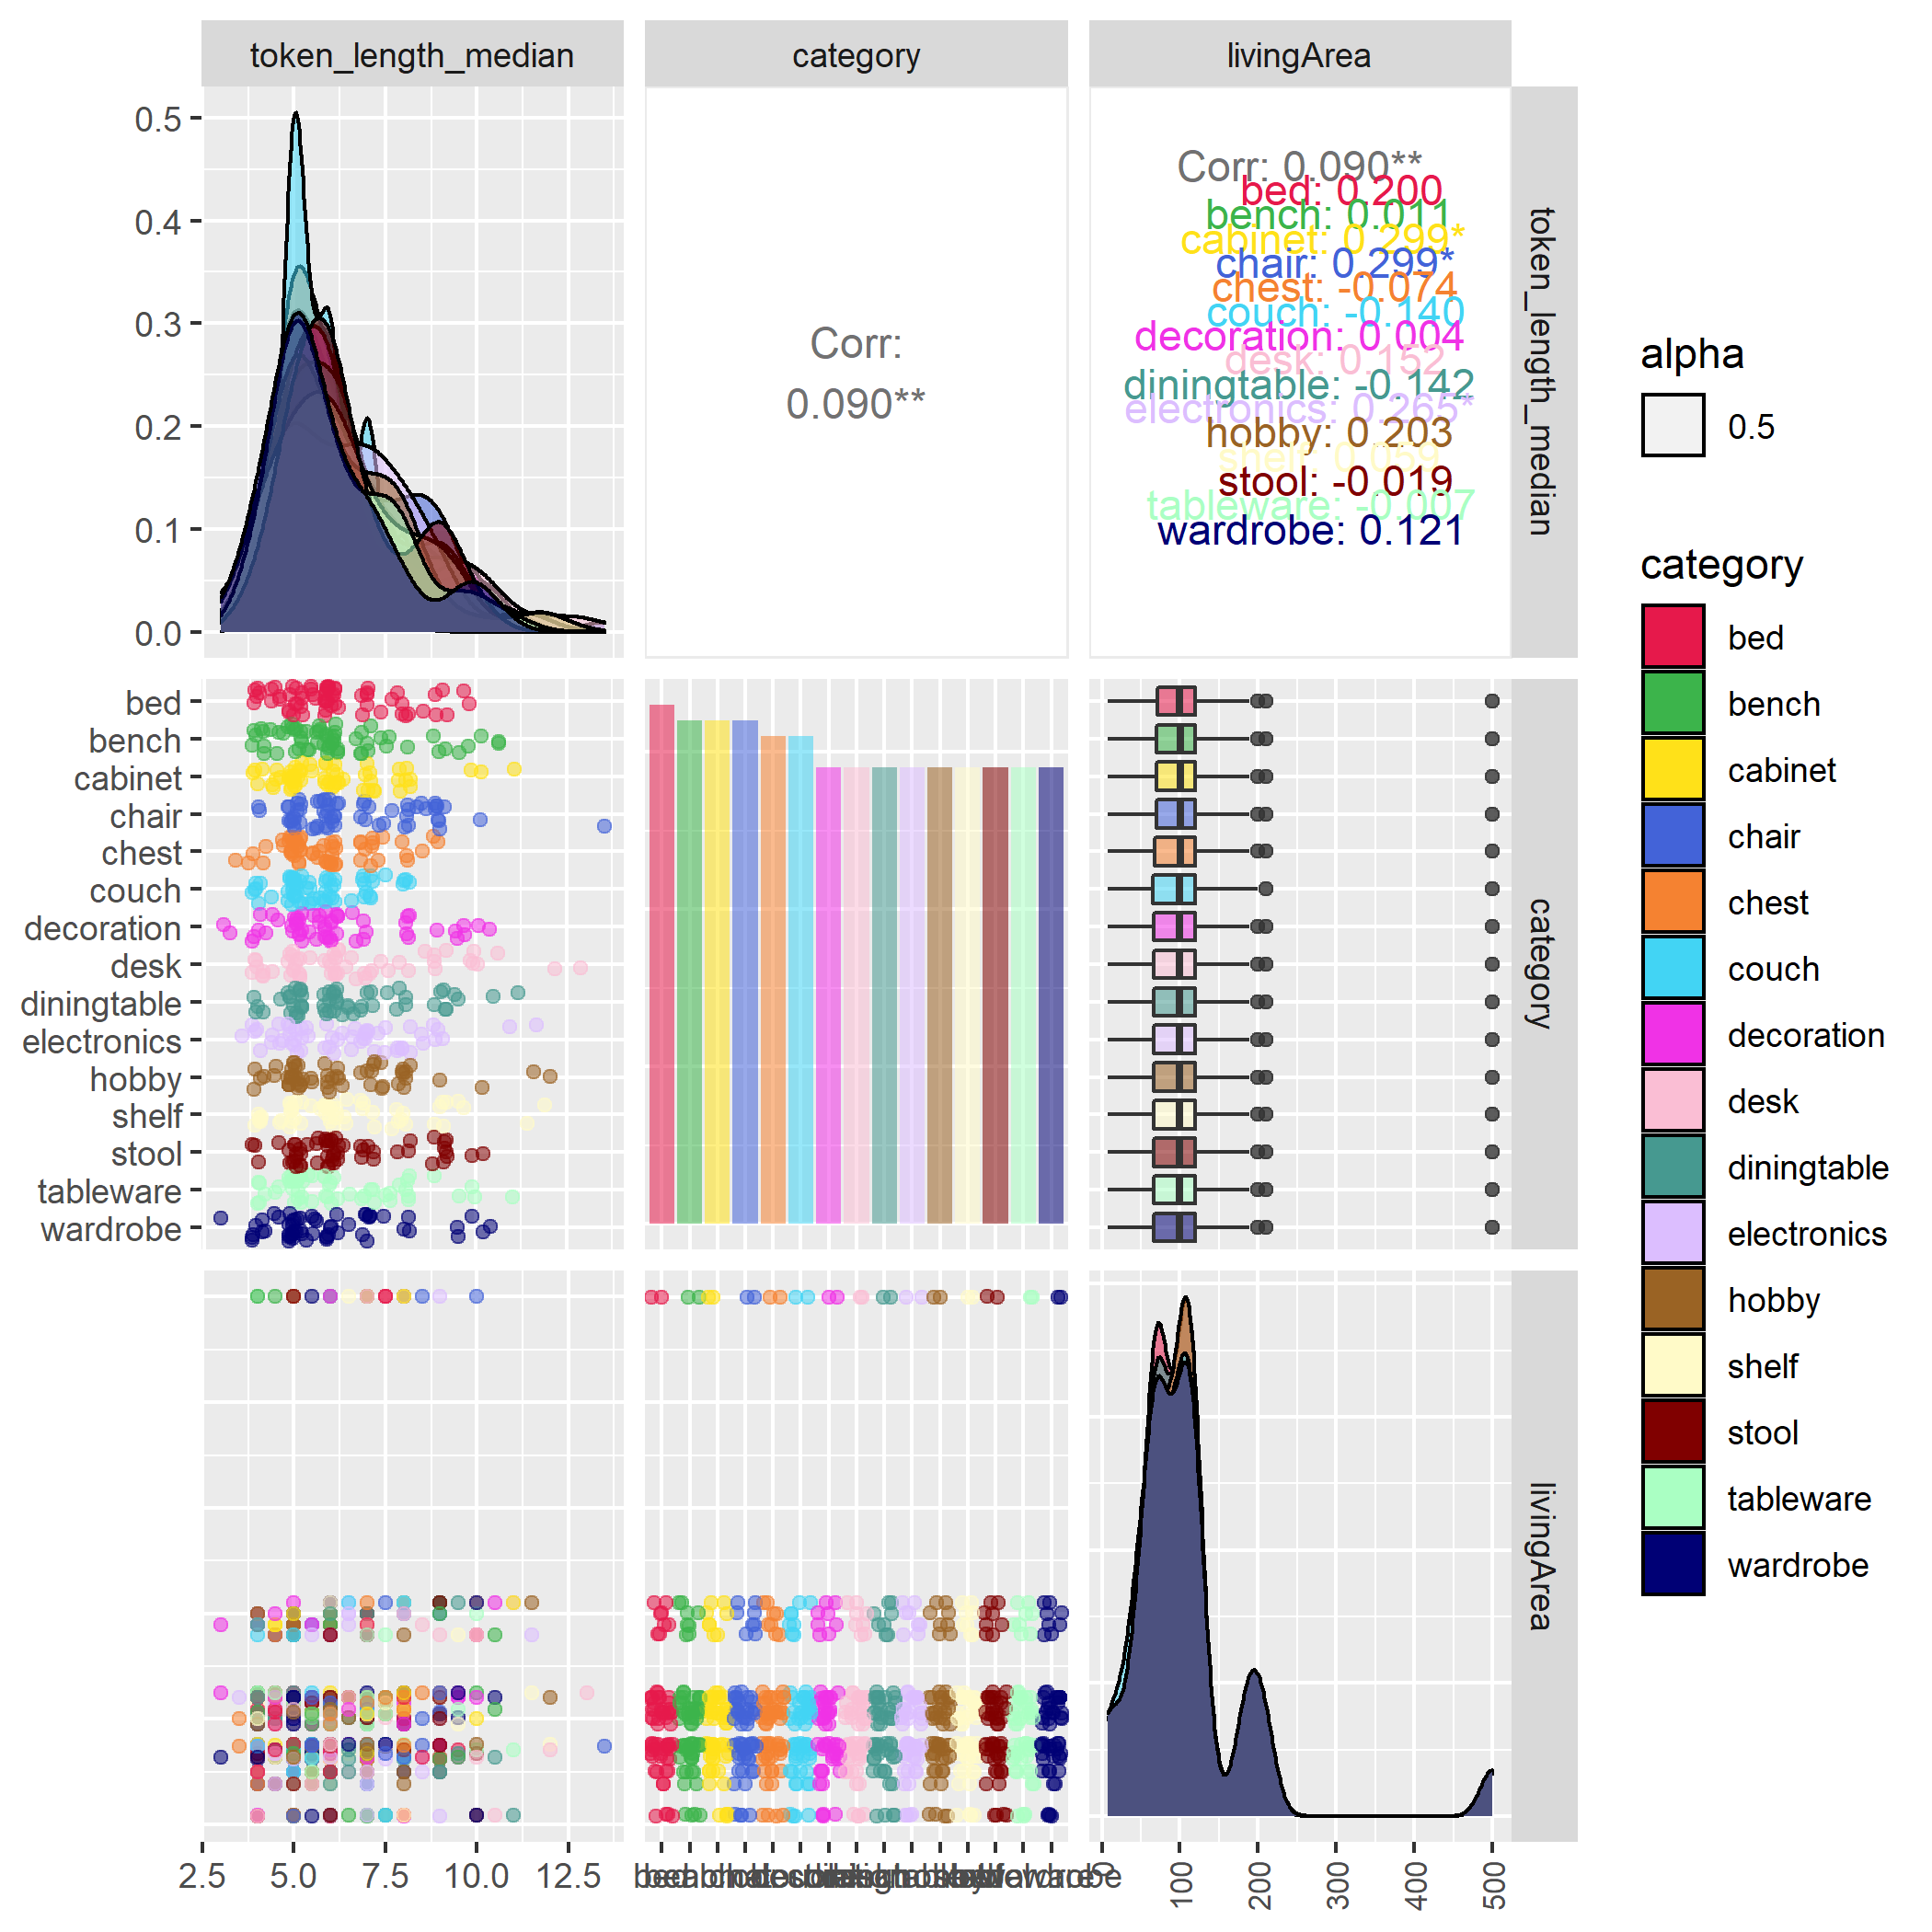 token_length_median
category
livingArea
0.5
0.4
0.3
0.2
0.1
0.0
Corr:
0.090**
Corr: 0.090**
bed: 0.200
bench: 0.011
cabinet: 0.299*
chair: 0.299*
chest: -0.074
couch: -0.140
decoration: 0.004
desk: 0.152
diningtable: -0.142
electronics: 0.265*
hobby: 0.203
shelf: 0.059
stool: -0.019
tableware: -0.007
wardrobe: 0.121
token_length_median
bed
bench
cabinet
chair
chest
couch
decoration
desk
diningtable
electronics
hobby
shelf
stool
tableware
wardrobe
category
livingArea
2.5 5.0 7.5 10.0 12.5
0 100 200 300 400 500
alpha
0.5
category
bed
bench
cabinet
chair
chest
couch
decoration
desk
diningtable
electronics
hobby
shelf
stool
tableware
wardrobe